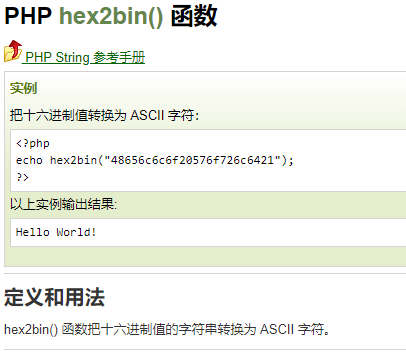 PHP hex2bin() 函数
PHP String 参考手册
实例
把十六进制值转换为 ASCII 字符：
<?php
echo hex2bin("48656c6c6f20576f726c6421");
?>
以上实例输出结果:
Hello World!
定义和用法
hex2bin() 函数把十六进制值的字符串转换为 ASCII 字符。